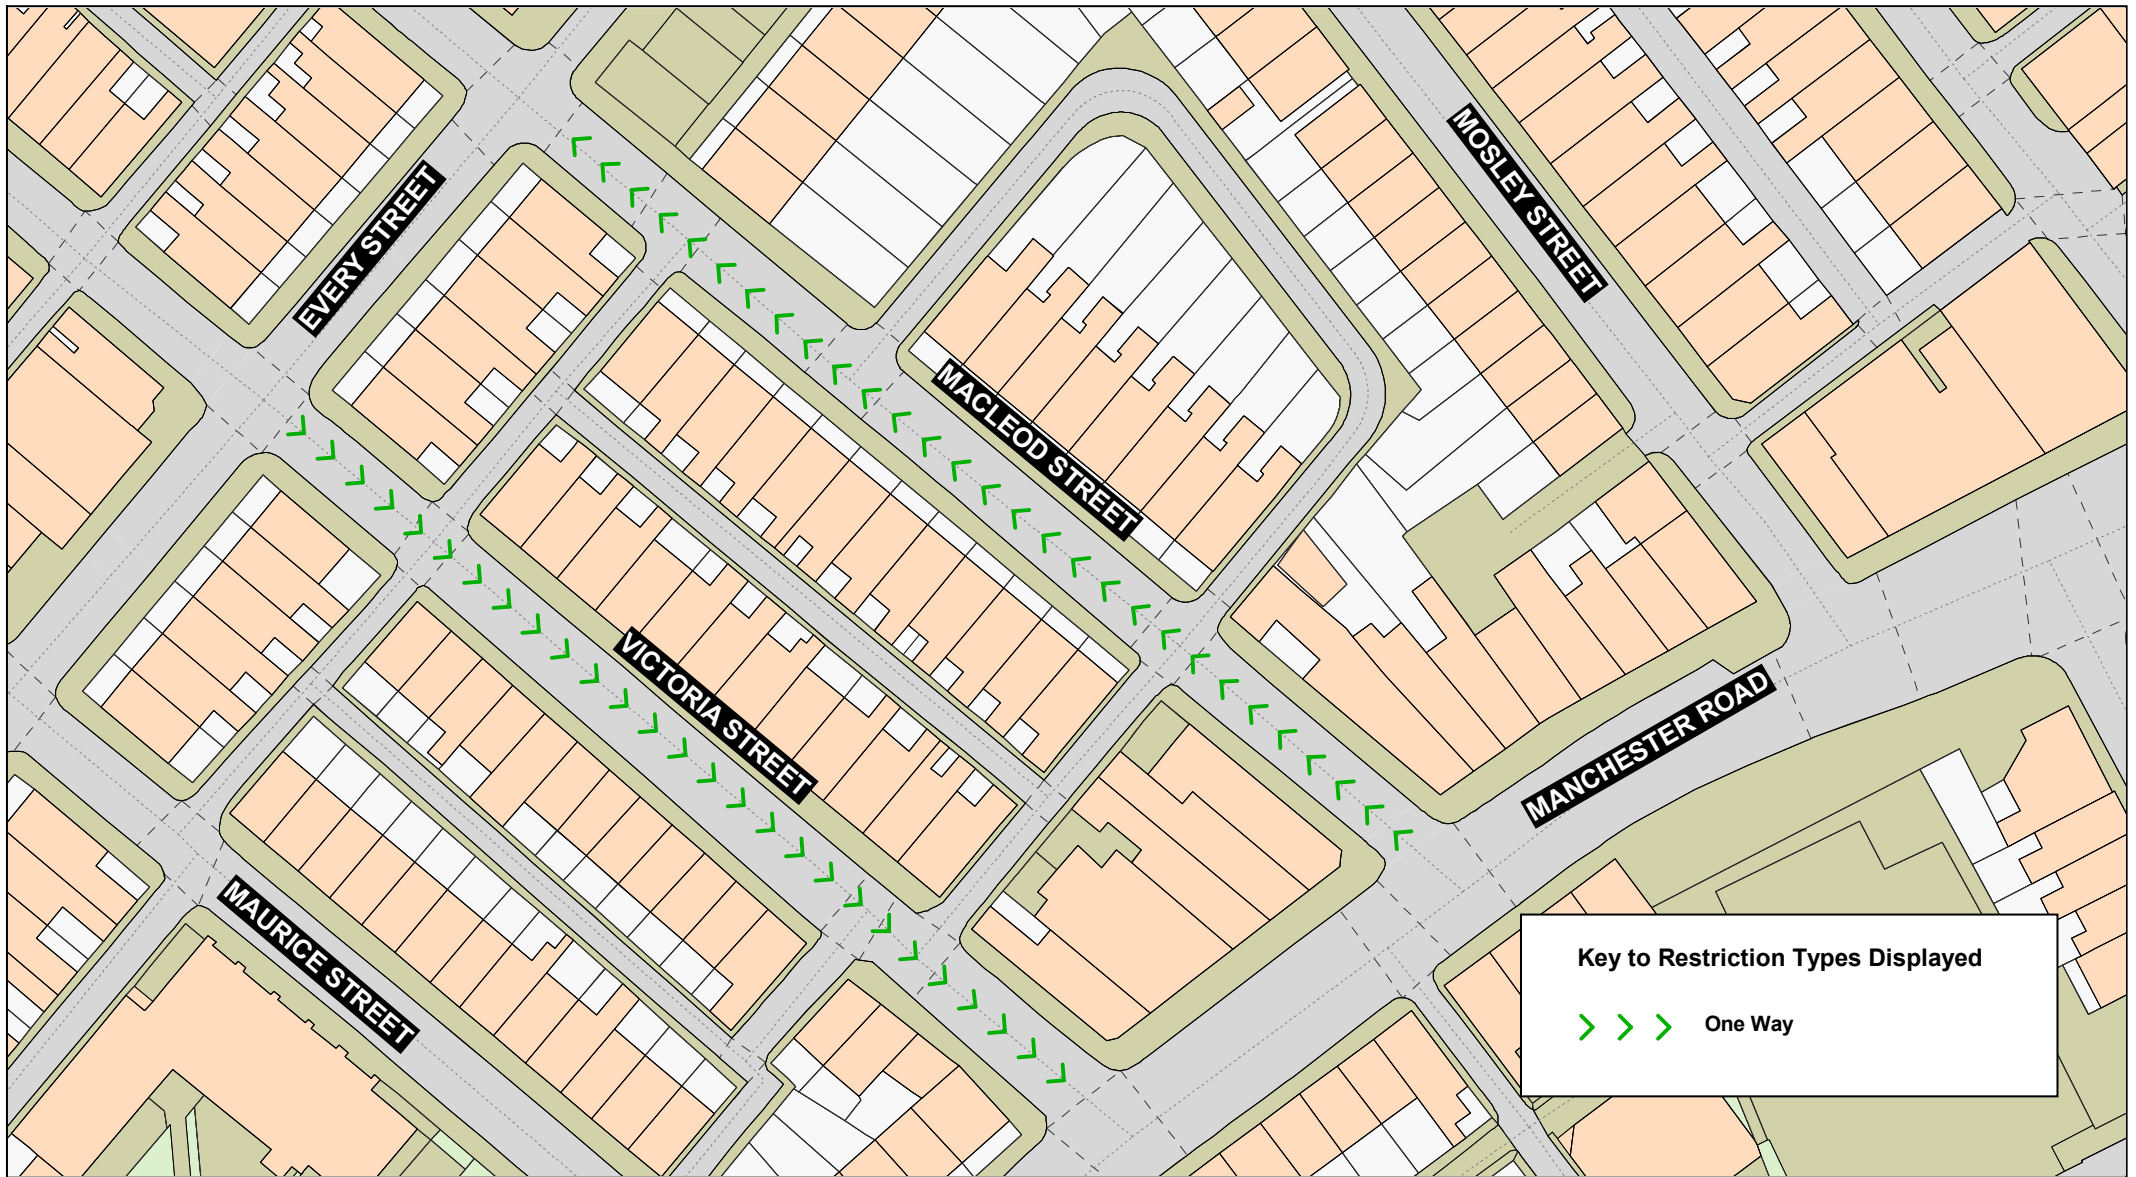 EVERY STREET
MOSLEY STREET
MACLEOD STREET
VICTORIA STREET
MANCHESTER ROAD
MAURICE STREET
Key to Restriction Types Displayed
One Way